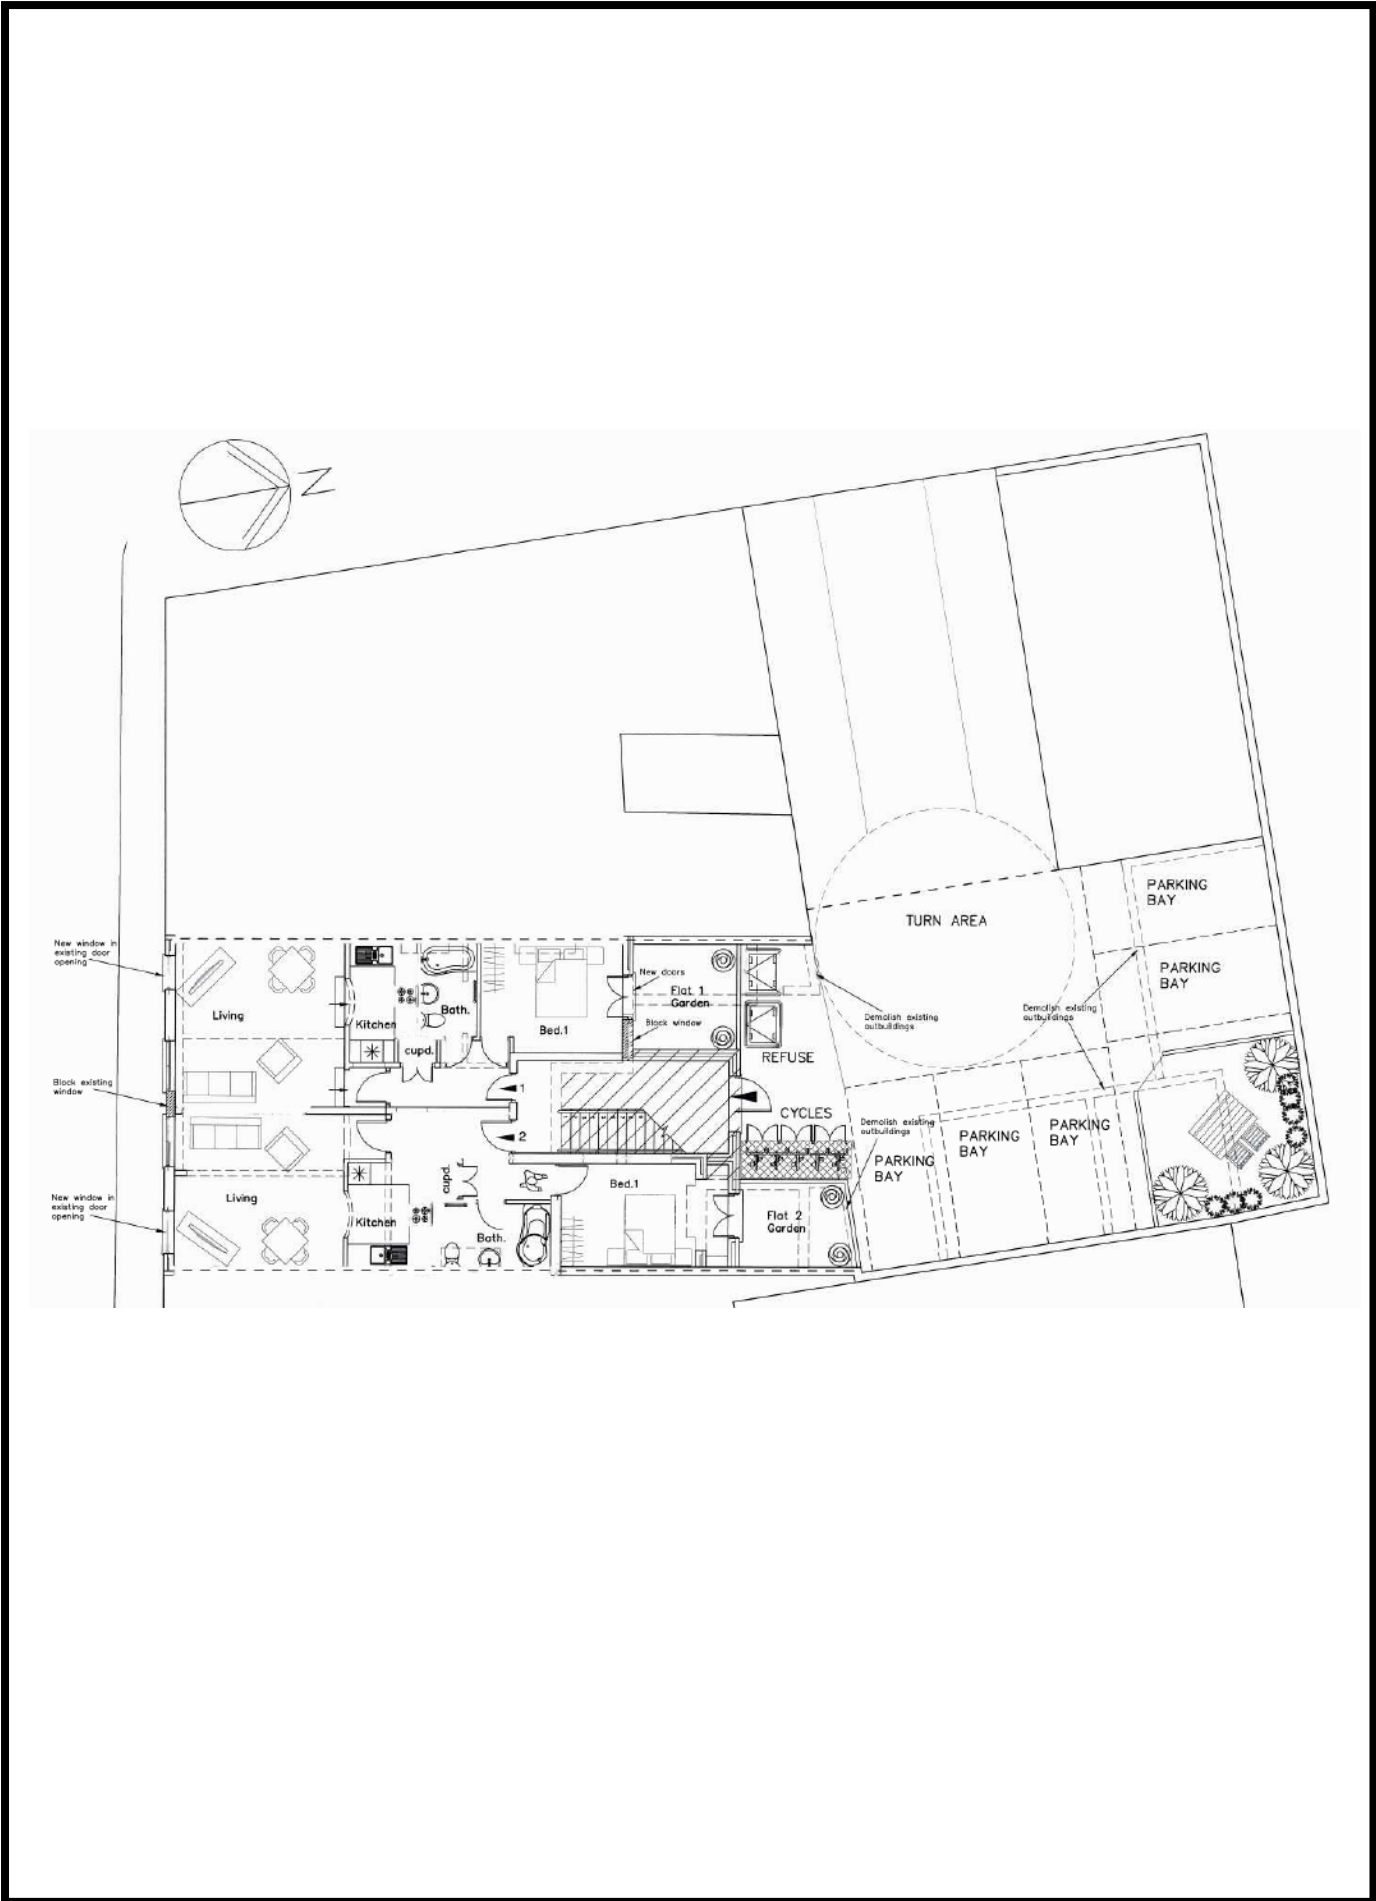 N
PARKING
BAY
TURN AREA
New window in
existing door
opening
PARKING
BAY
New doors
Flat 1
Garden
Living
Kitchen
Bath.
Bed.1
Block window
Demolish existing
outbuildings
Demolish existing
outbuildings
cupd.
REFUSE
Block existing
window
1
CYCLES
2
Demolish existing
outbuildings
PARKING
BAY
PARKING
BAY
PARKING
BAY
New window in
existing door
opening
Living
cupd.
Kitchen
Bath.
Bed.1
Flat 2
Garden